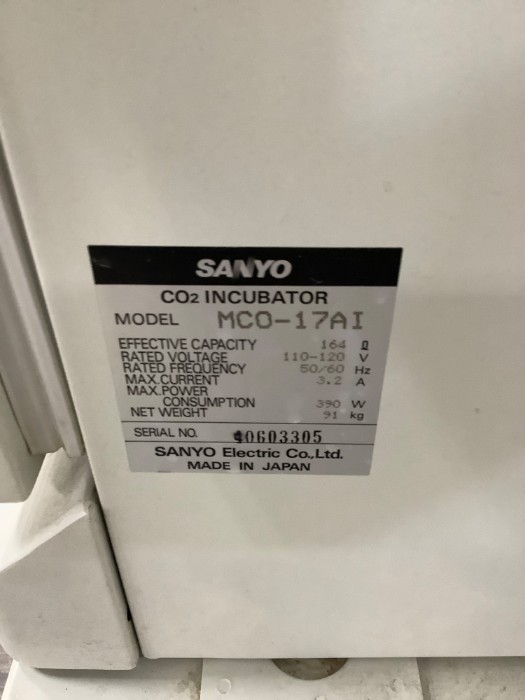 SANYO
CO2 INCUBATOR
MODEL MCO-17AI
EFFECTIVE CAPACITY 164 ℓ
RATED VOLTAGE 110-120 V
RATED FREQUENCY 50/60 Hz
MAX.CURRENT 3.2 A
MAX.POWER
CONSUMPTION 390 W
NET WEIGHT 91 kg
SERIAL NO. 40603305
SANYO Electric Co.,Ltd.
MADE IN JAPAN